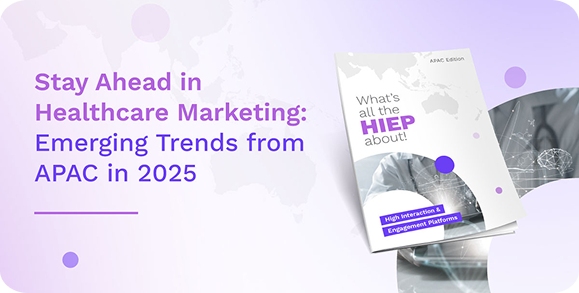 Stay Ahead in
Healthcare Marketing:
Emerging Trends from
APAC in 2025
APAC Edition
What's
all the
HIEP
about!
High Interaction &
Engagement Platforms